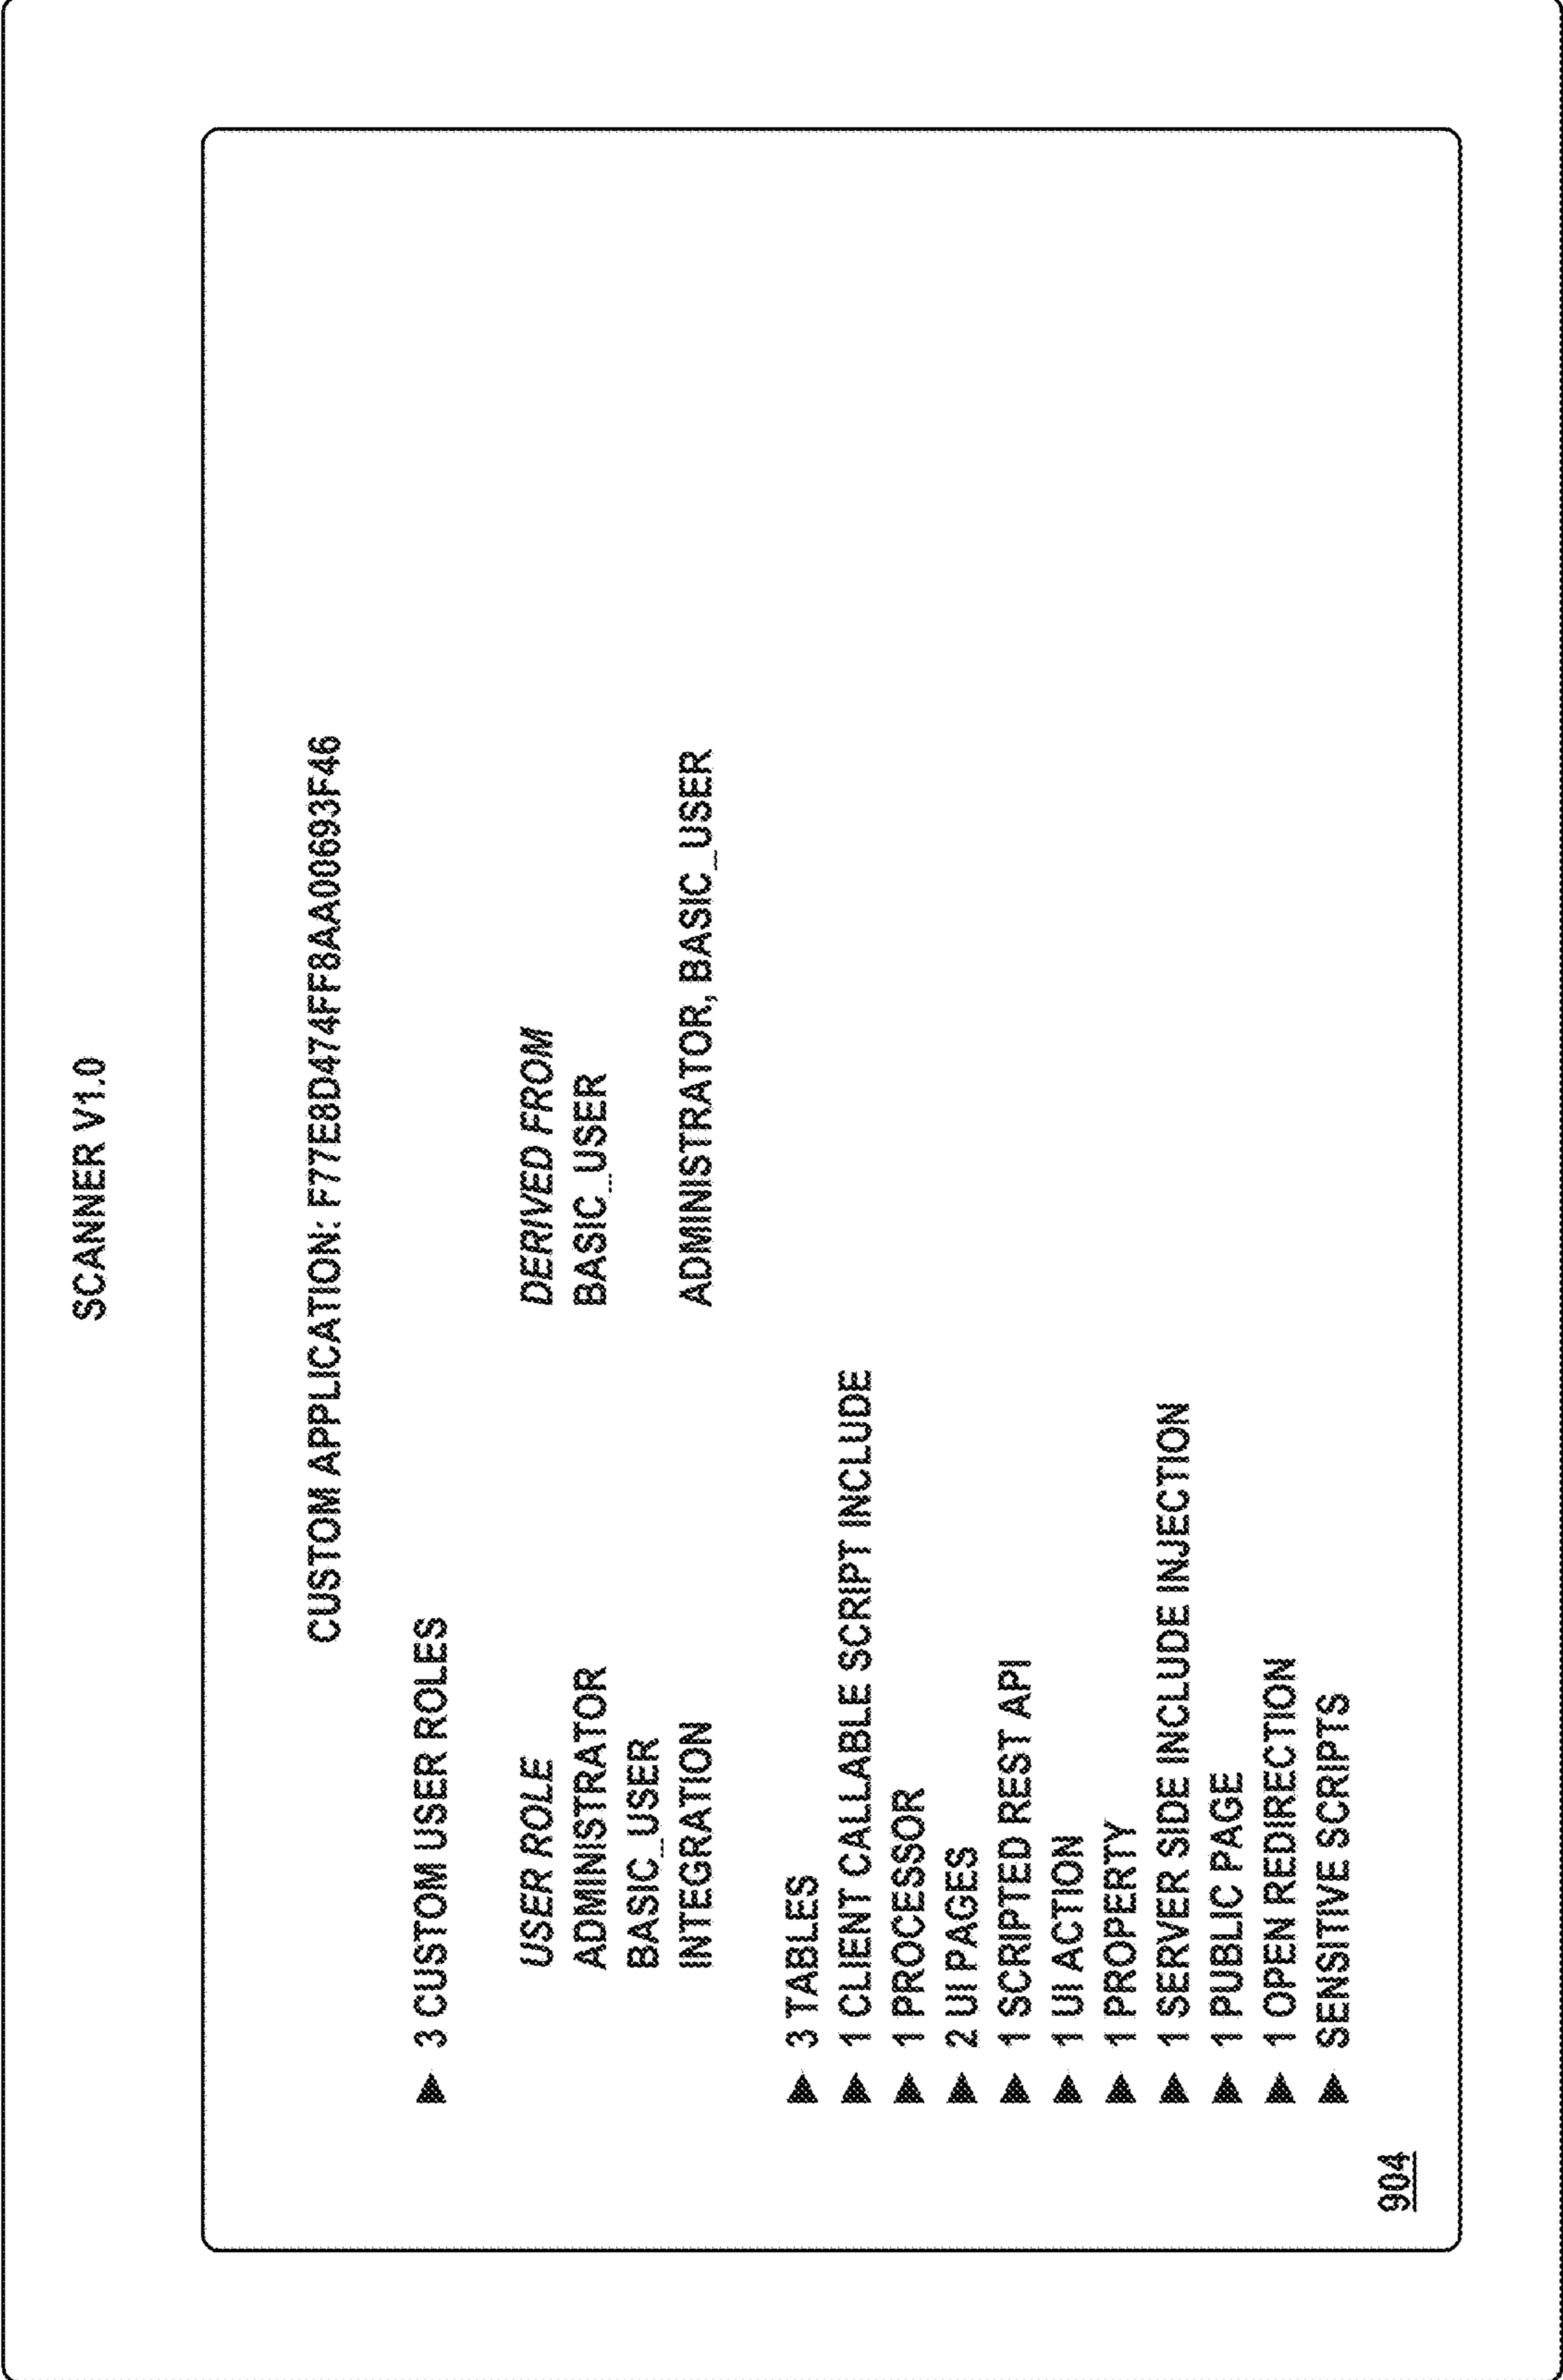 SCANNER V1.0
CUSTOM APPLICATION: F77E8D474FF8AA00693F46
▶ 3 CUSTOM USER ROLES
USER ROLE DERIVED FROM
ADMINISTRATOR BASIC_USER
BASIC_USER
INTEGRATION ADMINISTRATOR, BASIC_USER
▶ 3 TABLES
▶ 1 CLIENT CALLABLE SCRIPT INCLUDE
▶ 1 PROCESSOR
▶ 2 UI PAGES
▶ 1 SCRIPTED REST API
▶ 1 UI ACTION
▶ 1 PROPERTY
▶ 1 SERVER SIDE INCLUDE INJECTION
▶ 1 PUBLIC PAGE
▶ 1 OPEN REDIRECTION
▶ SENSITIVE SCRIPTS
904